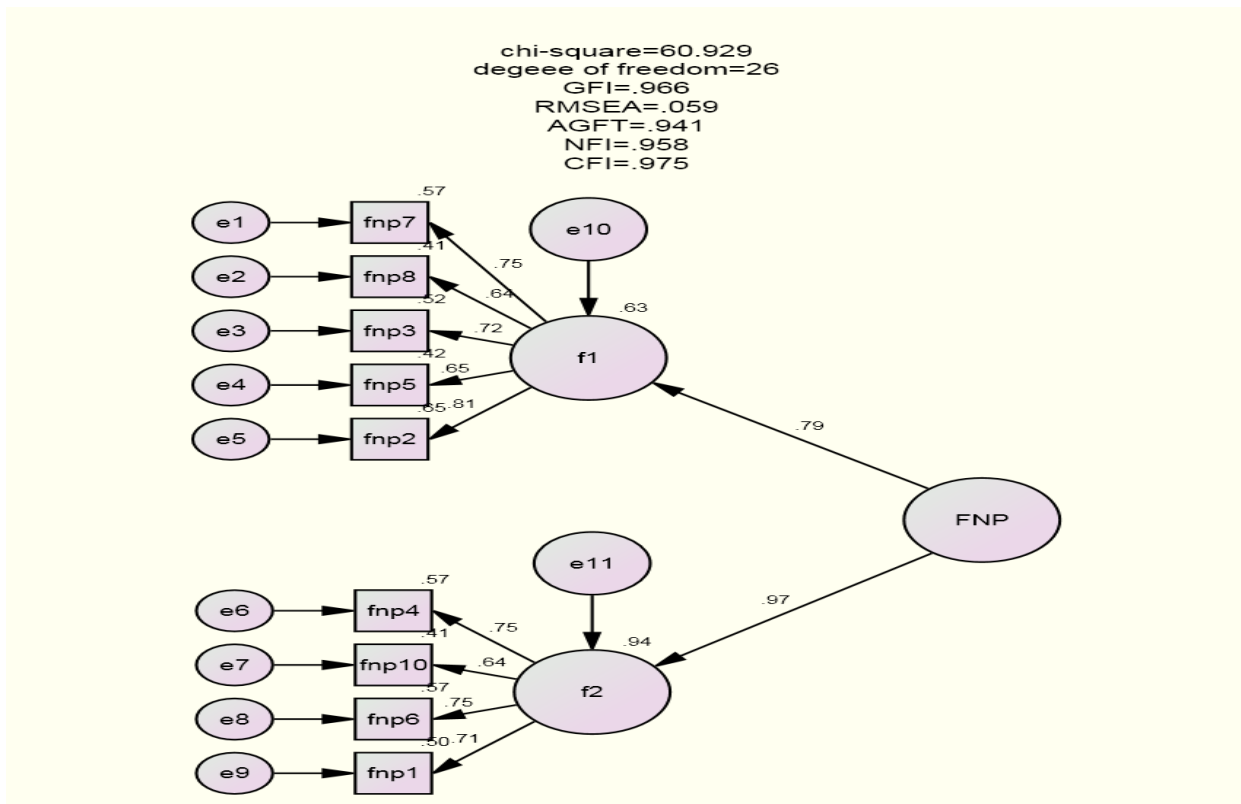 chi-square=60.929
degeee of freedom=26
GFI=.966
RMSEA=.059
AGFT=.941
NFI=.958
CFI=.975
.57
e1
fnp7
e10
.41
.75
e2
fnp8
.64
.52
.63
e3
fnp3
.72
f1
.42
.65
e4
fnp5
.65
.81
e5
fnp2
.79
FNP
e11
.57
.97
e6
fnp4
.75
.94
.41
e7
fnp10
.64
.57
f2
e8
fnp6
.75
.50
.71
e9
fnp1